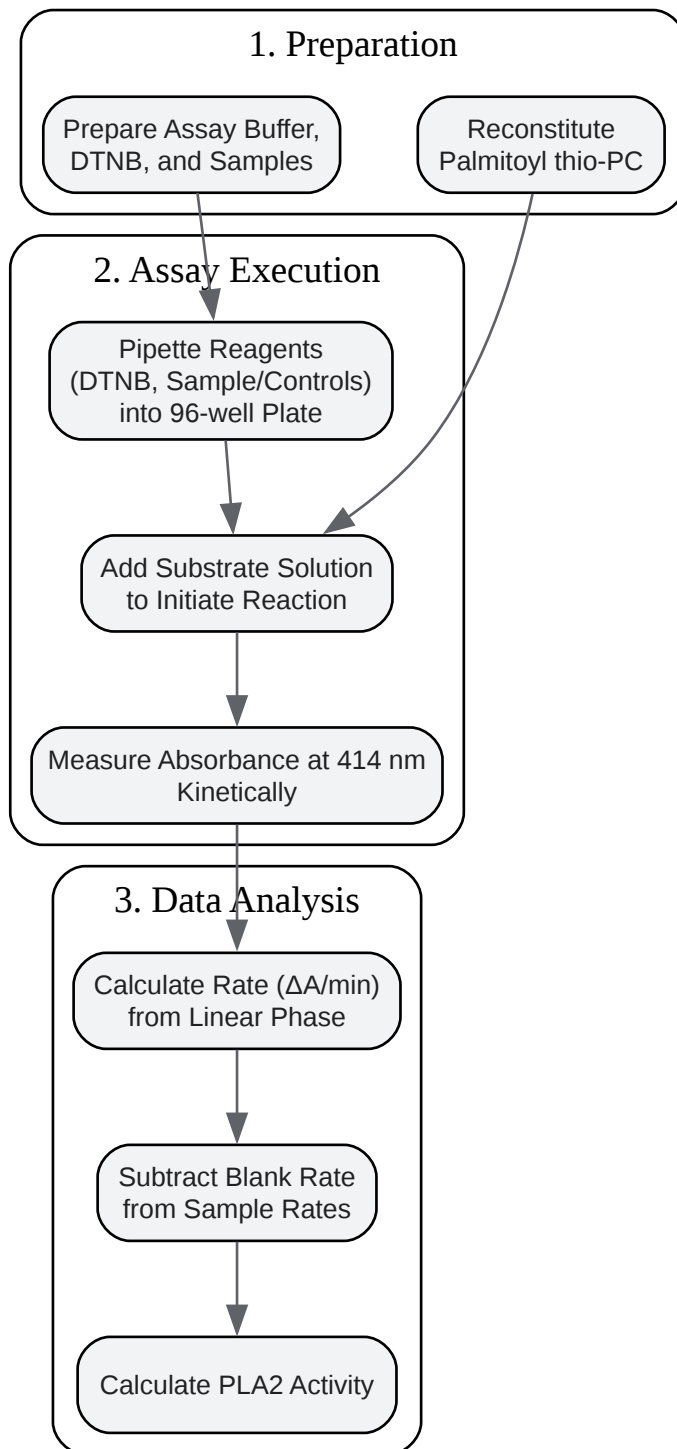 1. Preparation
Prepare Assay Buffer,
DTNB, and Samples
Reconstitute
Palmitoyl thio-PC
2. Assay Execution
Pipette Reagents
(DTNB, Sample/Controls)
into 96-well Plate
Add Substrate Solution
to Initiate Reaction
Measure Absorbance at 414 nm
Kinetically
3. Data Analysis
Calculate Rate (ΔA/min)
from Linear Phase
Subtract Blank Rate
from Sample Rates
Calculate PLA2 Activity